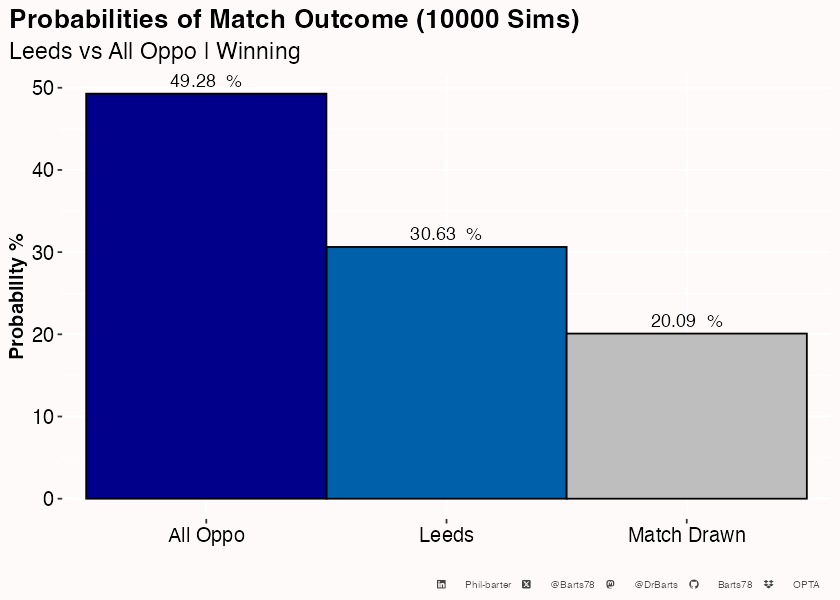 Probabilities of Match Outcome (10000 Sims)
Leeds vs All Oppo | Winning
Probability %
50
40
30
20
10
0
49.28 %
30.63 %
20.09 %
All Oppo
Leeds
Match Drawn
Phil-barter @Barts78 @DrBarts Barts78 OPTA